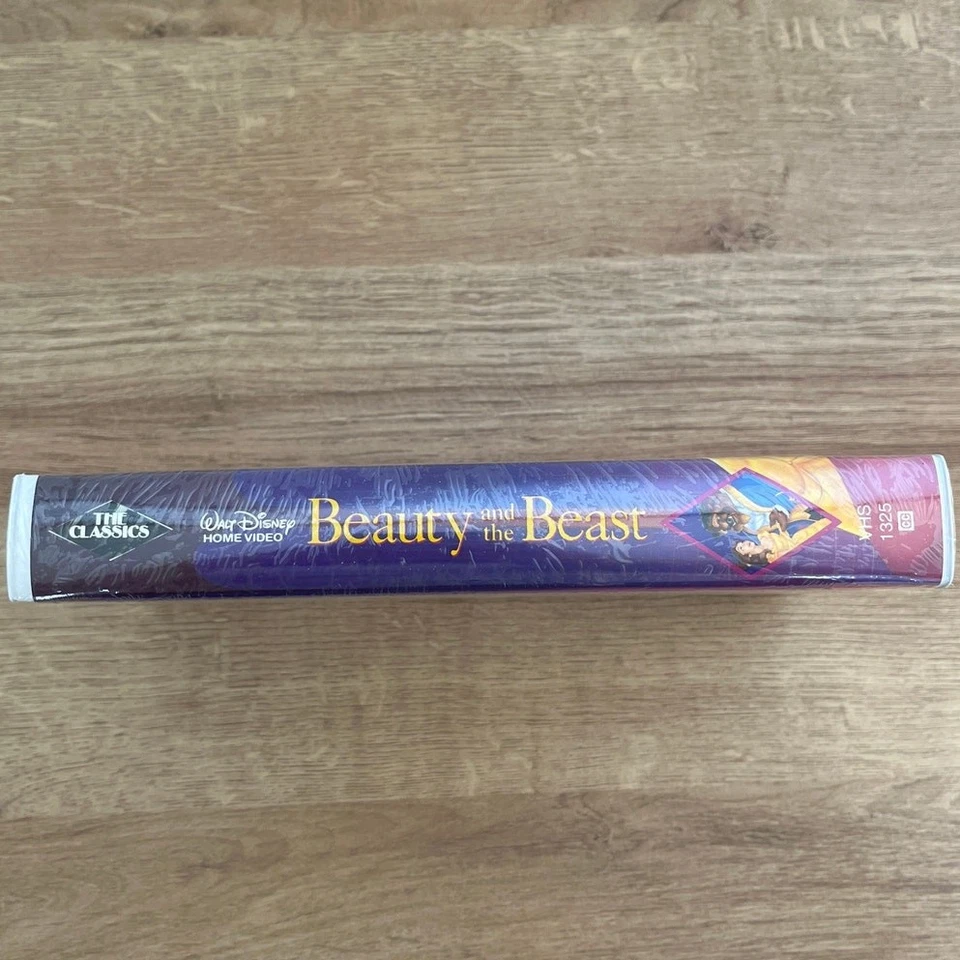 THE
CLASSICS
WALT DISNEY
HOME VIDEO
Beauty and the Beast
VHS
1325
CC